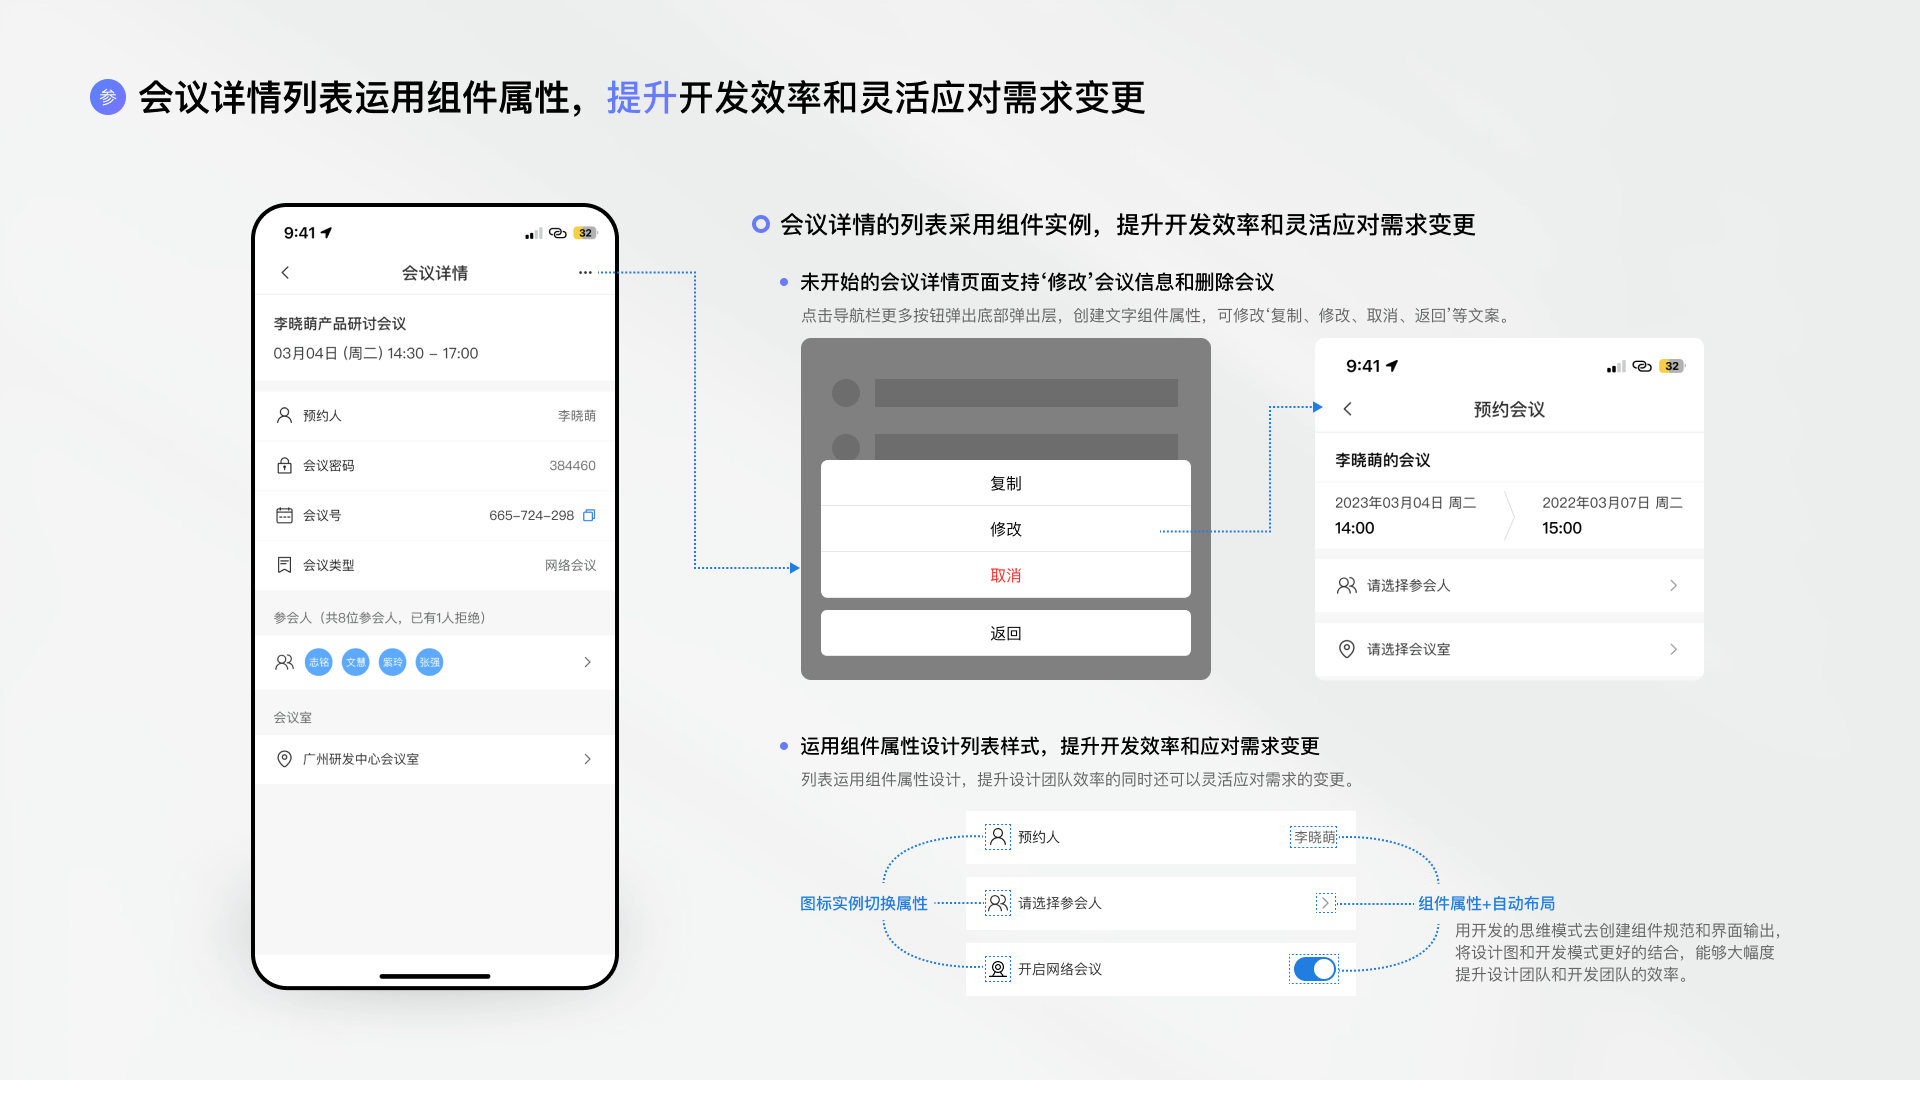 参 会议详情列表运用组件属性，提升开发效率和灵活应对需求变更
9:41
32
会议详情
李晓萌产品研讨会议
03月04日 (周二) 14:30 – 17:00
预约人 李晓萌
会议密码 384460
会议号 665-724-298
会议类型 网络会议
参会人（共8位参会人，已有1人拒绝）
志铭 文慧 紫玲 张强
会议室
广州研发中心会议室
会议详情的列表采用组件实例，提升开发效率和灵活应对需求变更
未开始的会议详情页面支持‘修改’会议信息和删除会议
点击导航栏更多按钮弹出底部弹出层，创建文字组件属性，可修改‘复制、修改、取消、返回’等文案。
复制
修改
取消
返回
9:41
32
预约会议
李晓萌的会议
2023年03月04日 周二 2022年03月07日 周二
14:00 15:00
请选择参会人
请选择会议室
运用组件属性设计列表样式，提升开发效率和应对需求变更
列表运用组件属性设计，提升设计团队效率的同时还可以灵活应对需求的变更。
预约人 李晓萌
图标实例切换属性 请选择参会人 组件属性+自动布局
开启网络会议
用开发的思维模式去创建组件规范和界面输出，
将设计图和开发模式更好的结合，能够大幅度
提升设计团队和开发团队的效率。